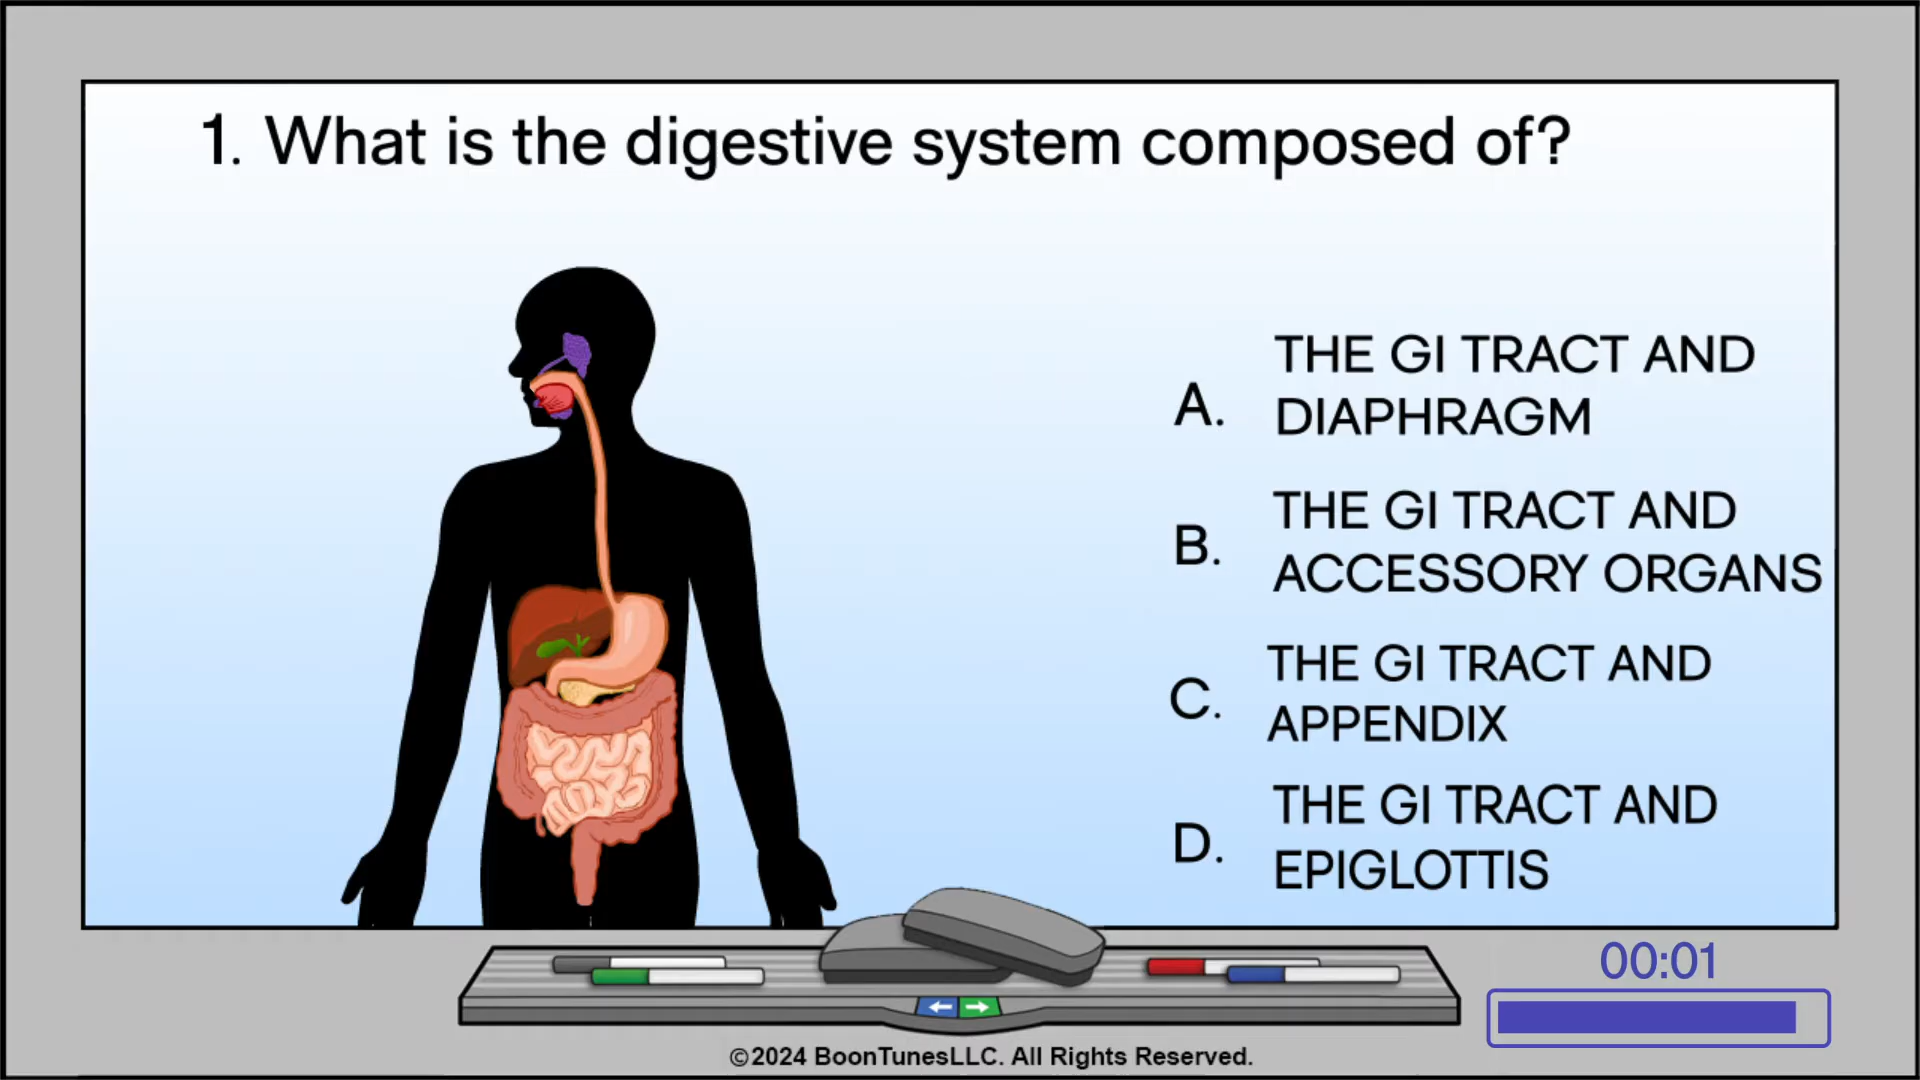 1. What is the digestive system composed of?
A. THE GI TRACT AND
DIAPHRAGM
B. THE GI TRACT AND
ACCESSORY ORGANS
C. THE GI TRACT AND
APPENDIX
D. THE GI TRACT AND
EPIGLOTTIS
00:01
©2024 BoonTunesLLC. All Rights Reserved.